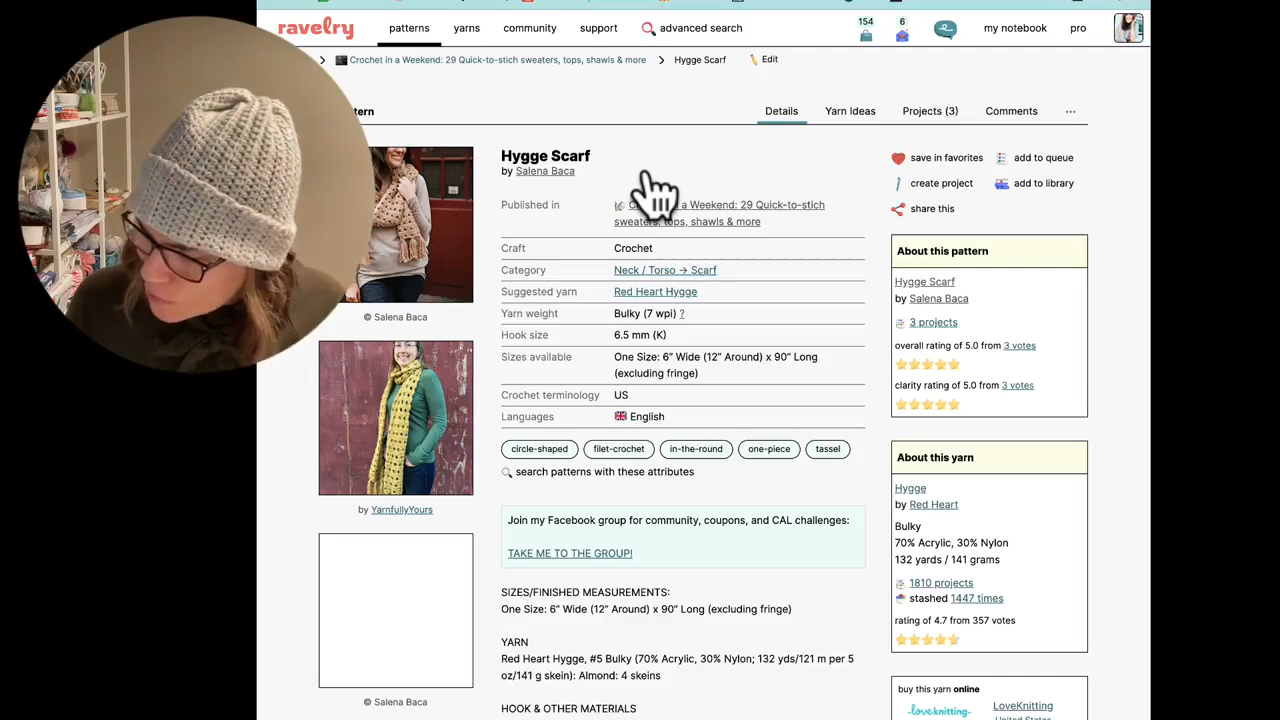 ravelry
patterns
yarns
community
support
advanced search
154
6
my notebook
pro
Crochet in a Weekend: 29 Quick-to-stich sweaters, tops, shawls & more
Hygge Scarf
Edit
Details
Yarn Ideas
Projects (3)
Comments
Hygge Scarf
by Salena Baca
Published in
a Weekend: 29 Quick-to-stich
sweaters, tops, shawls & more
Craft
Crochet
Category
Neck / Torso → Scarf
Suggested yarn
Red Heart Hygge
Yarn weight
Bulky (7 wpi) ?
Hook size
6.5 mm (K)
Sizes available
One Size: 6” Wide (12” Around) x 90” Long
(excluding fringe)
Crochet terminology
US
Languages
English
circle-shaped
filet-crochet
in-the-round
one-piece
tassel
search patterns with these attributes
Join my Facebook group for community, coupons, and CAL challenges:
TAKE ME TO THE GROUP!
SIZES/FINISHED MEASUREMENTS:
One Size: 6” Wide (12” Around) x 90” Long (excluding fringe)
YARN
Red Heart Hygge, #5 Bulky (70% Acrylic, 30% Nylon; 132 yds/121 m per 5
oz/141 g skein): Almond: 4 skeins
HOOK & OTHER MATERIALS
© Salena Baca
by YarnfullyYours
© Salena Baca
save in favorites
add to queue
create project
add to library
share this
About this pattern
Hygge Scarf
by Salena Baca
3 projects
overall rating of 5.0 from 3 votes
clarity rating of 5.0 from 3 votes
About this yarn
Hygge
by Red Heart
Bulky
70% Acrylic, 30% Nylon
132 yards / 141 grams
1810 projects
stashed 1447 times
rating of 4.7 from 357 votes
buy this yarn online
loveknitting
LoveKnitting